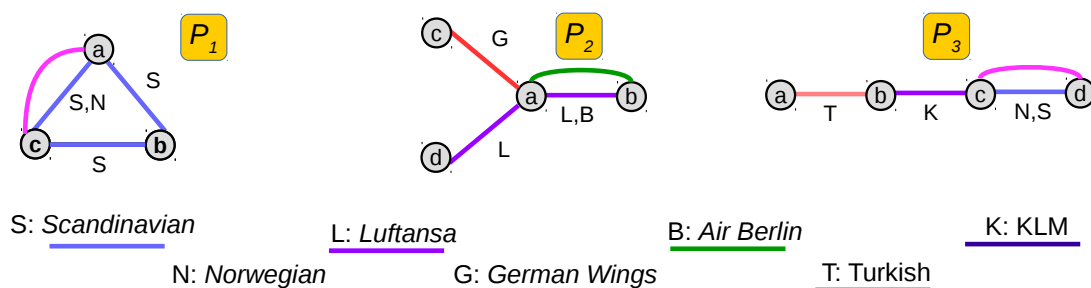 a
P1
S
S,N
c
b
S
c
G
P2
a
b
L,B
L
d
P3
a
b
c
d
T
K
N,S
S: Scandinavian
L: Luftansa
B: Air Berlin
K: KLM
N: Norwegian
G: German Wings
T: Turkish